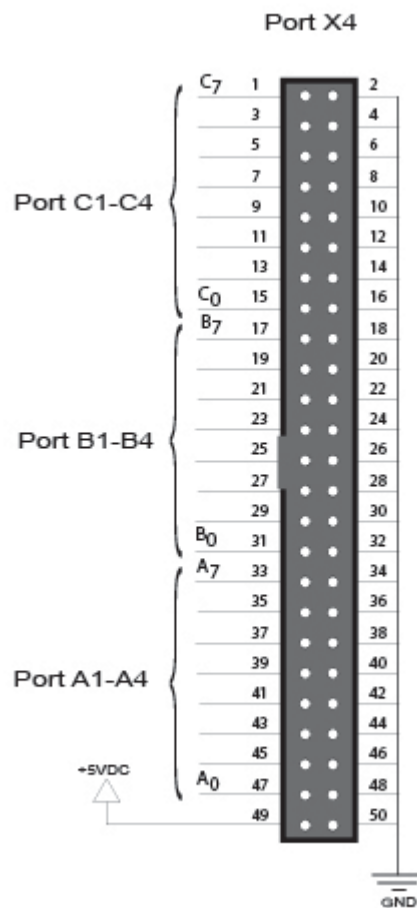 Port X4
C7 1 2
3 4
5 6
Port C1-C4 7 8
9 10
11 12
13 14
C0 15 16
B7 17 18
19 20
21 22
Port B1-B4 23 24
25 26
27 28
29 30
B0 31 32
A7 33 34
35 36
37 38
Port A1-A4 39 40
41 42
43 44
45 46
+5VDC A0 47 48
49 50
GND